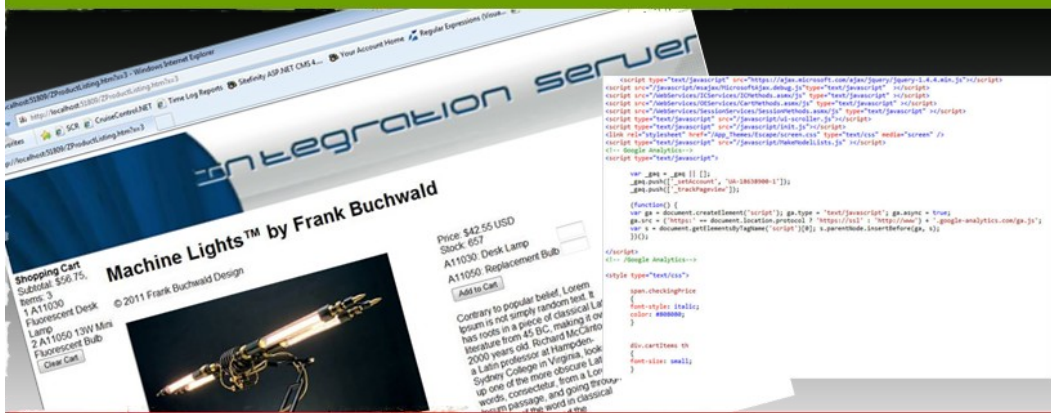 http://localhost:51809/ZProductListing.htm?x=3 - Windows Internet Explorer
http://localhost:51809/ZProductListing.htm?x=3
SCR CruiseControl.NET Time Log Reports Sitefinity ASP.NET CMS 4... Your Account Home Regular Expressions (Visua...
http://localhost:51809/ZProductListing.htm?x=3
Integration Server
Machine Lights™ by Frank Buchwald
© 2011 Frank Buchwald Design
Shopping Cart
Subtotal: $56.75,
Items: 3
1 A11030
Fluorescent Desk
Lamp
2 A11050 13W Mini
Fluorescent Bulb
Clear Cart
Price: $42.55 USD
Stock: 657
A11030: Desk Lamp
A11050: Replacement Bulb
Add to Cart
Contrary to popular belief, Lorem
Ipsum is not simply random text. It
has roots in a piece of classical Lat
literature from 45 BC, making it ov
2000 years old. Richard McClinto
a Latin professor at Hampden-
Sydney College in Virginia, look
up one of the more obscure Lat
words, consectetur, from a Lor
Ipsum passage, and going throug
of the word in classical
<script type="text/javascript" src="https://ajax.microsoft.com/ajax/jquery/jquery-1.4.4.min.js"></script>
<script src="/javascript/msajax/MicrosoftAjax.debug.js"type="text/javascript" ></script>
<script src="/WebServices/ICServices/ICMethods.asmx/js" type="text/javascript" ></script>
<script src="/WebServices/OEServices/CartMethods.asmx/js" type="text/javascript" ></script>
<script src="/WebServices/SessionServices/SessionMethods.asmx/js" type="text/javascript" ></script>
<script type="text/javascript" src="/javascript/ui-scroller.js"></script>
<script type="text/javascript" src="/javascript/init.js"></script>
<link rel="stylesheet" href="/App_Themes/Escape/screen.css" type="text/css" media="screen" />
<script type="text/javascript" src="/javascript/MakeModelLists.js" ></script>
<!-- Google Analytics-->
<script type="text/javascript">
var _gaq = _gaq || [];
_gaq.push(['_setAccount', 'UA-18630900-1']);
_gaq.push(['_trackPageview']);
(function() {
var ga = document.createElement('script'); ga.type = 'text/javascript'; ga.async = true;
ga.src = ('https:' == document.location.protocol ? 'https://ssl' : 'http://www') + '.google-analytics.com/ga.js';
var s = document.getElementsByTagName('script')[0]; s.parentNode.insertBefore(ga, s);
})();
</script>
<!-- /Google Analytics-->
<style type="text/css">
span.checkingPrice
{
font-style: italic;
color: #808080;
}
div.cartItems th
{
font-size: small;
}